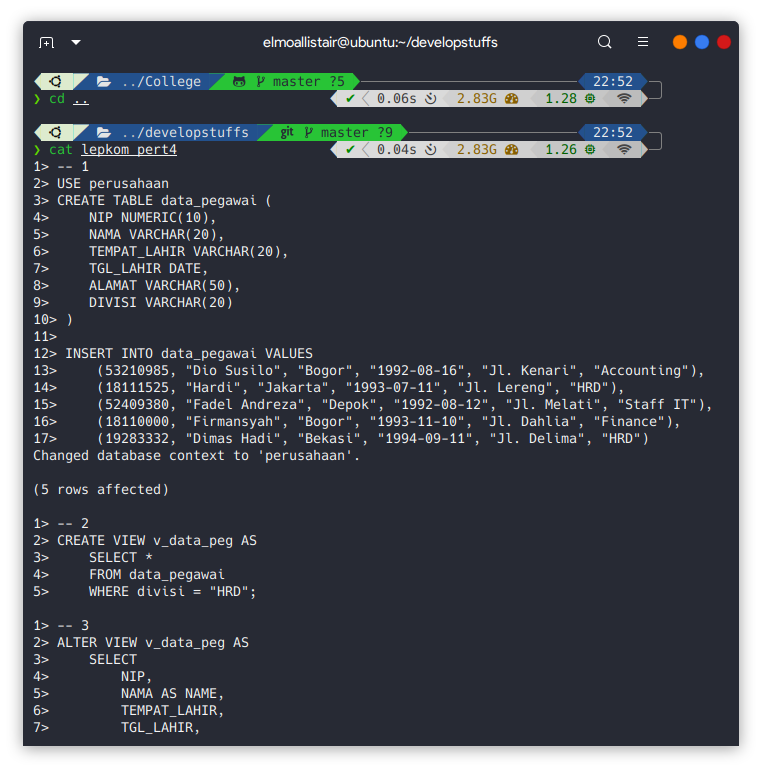 elmoallistair@ubuntu:~/developstuffs
../College master ?5 22:52
❯ cd .. ✔ 0.06s 2.83G 1.28
../developstuffs git master ?9 22:52
❯ cat lepkom_pert4 ✔ 0.04s 2.83G 1.26
1> -- 1
2> USE perusahaan
3> CREATE TABLE data_pegawai (
4>     NIP NUMERIC(10),
5>     NAMA VARCHAR(20),
6>     TEMPAT_LAHIR VARCHAR(20),
7>     TGL_LAHIR DATE,
8>     ALAMAT VARCHAR(50),
9>     DIVISI VARCHAR(20)
10> )
11>
12> INSERT INTO data_pegawai VALUES
13>     (53210985, "Dio Susilo", "Bogor", "1992-08-16", "Jl. Kenari", "Accounting"),
14>     (18111525, "Hardi", "Jakarta", "1993-07-11", "Jl. Lereng", "HRD"),
15>     (52409380, "Fadel Andreza", "Depok", "1992-08-12", "Jl. Melati", "Staff IT"),
16>     (18110000, "Firmansyah", "Bogor", "1993-11-10", "Jl. Dahlia", "Finance"),
17>     (19283332, "Dimas Hadi", "Bekasi", "1994-09-11", "Jl. Delima", "HRD")
Changed database context to 'perusahaan'.
(5 rows affected)
1> -- 2
2> CREATE VIEW v_data_peg AS
3>     SELECT *
4>     FROM data_pegawai
5>     WHERE divisi = "HRD";
1> -- 3
2> ALTER VIEW v_data_peg AS
3>     SELECT
4>         NIP,
5>         NAMA AS NAME,
6>         TEMPAT_LAHIR,
7>         TGL_LAHIR,